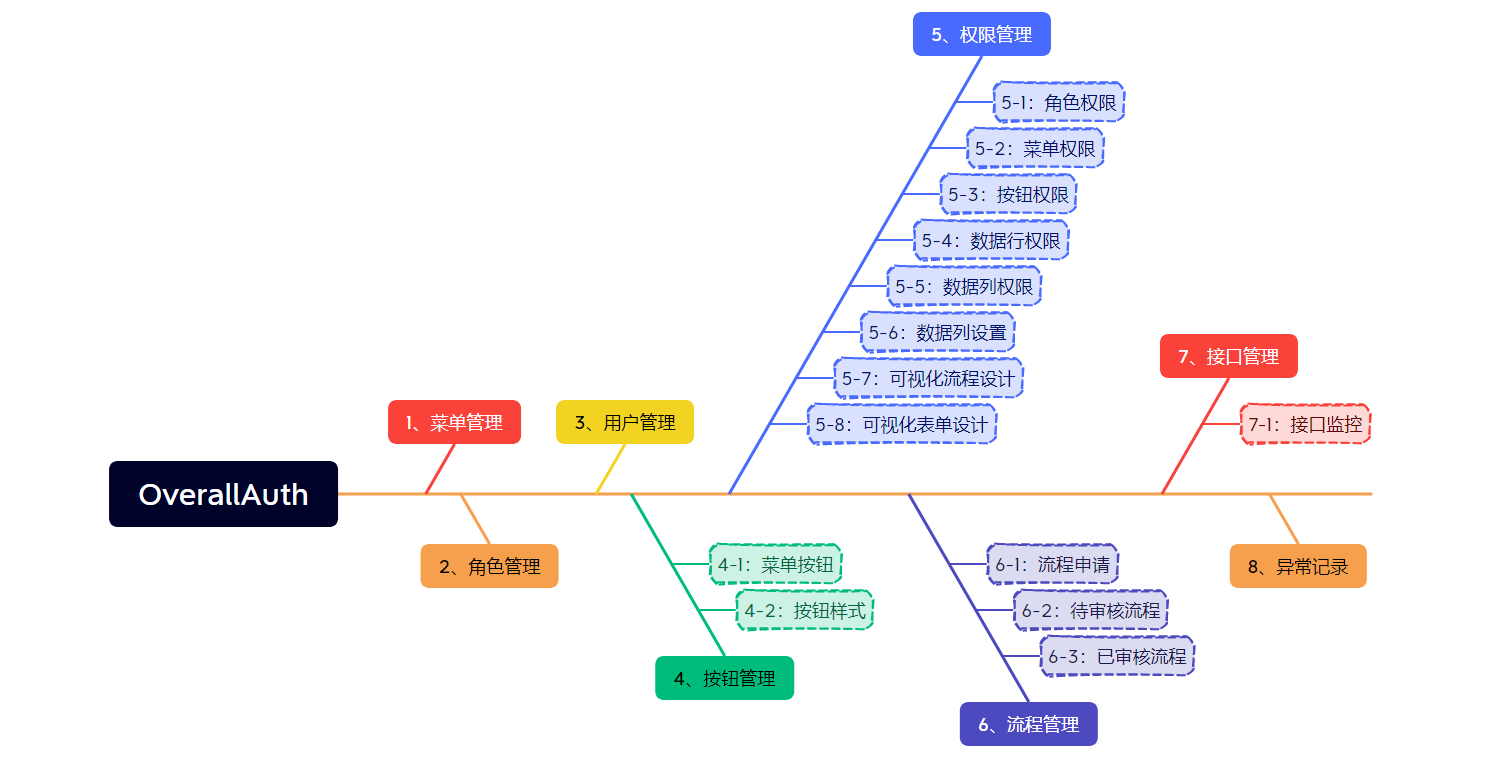 OverallAuth
1、菜单管理
2、角色管理
3、用户管理
4、按钮管理
4-1：菜单按钮
4-2：按钮样式
5、权限管理
5-1：角色权限
5-2：菜单权限
5-3：按钮权限
5-4：数据行权限
5-5：数据列权限
5-6：数据列设置
5-7：可视化流程设计
5-8：可视化表单设计
6、流程管理
6-1：流程申请
6-2：待审核流程
6-3：已审核流程
7、接口管理
7-1：接口监控
8、异常记录